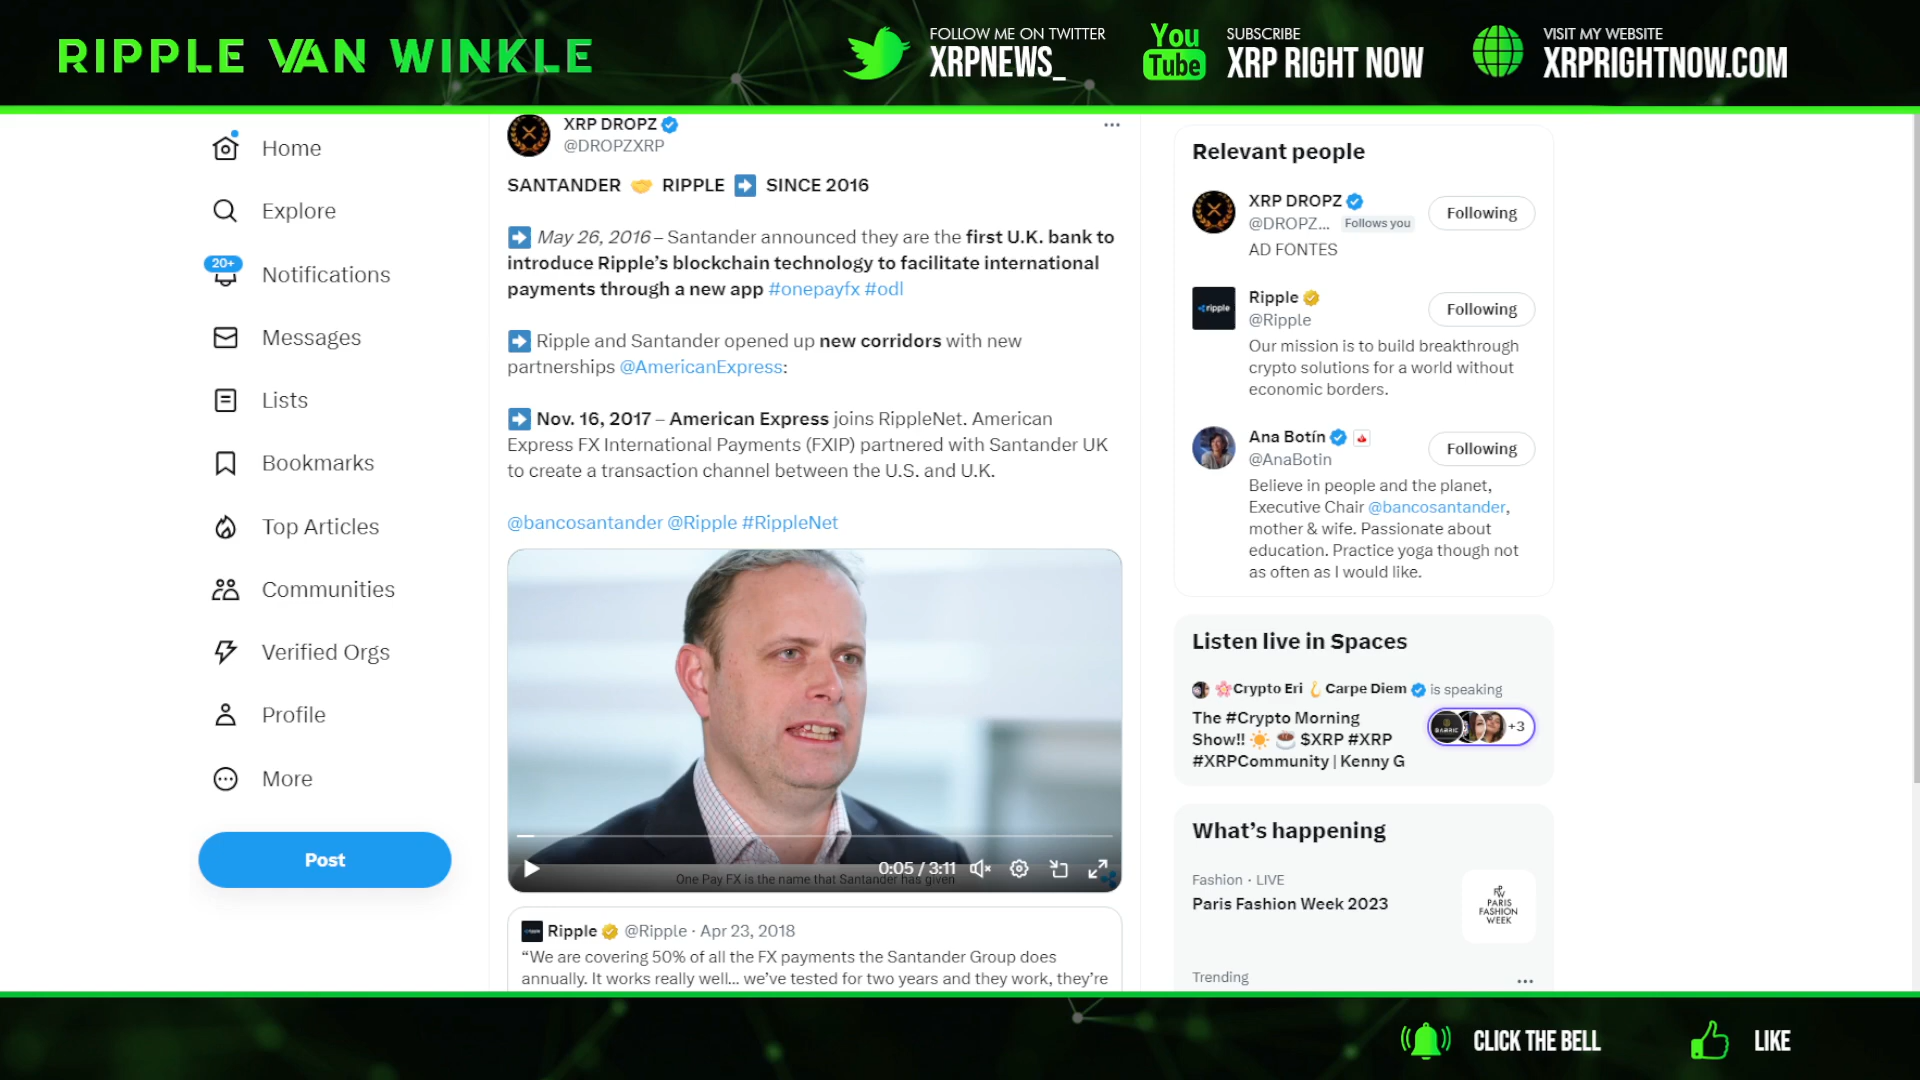 RIPPLE VAN WINKLE
FOLLOW ME ON TWITTER
XRPNEWS_
You
Tube
SUBSCRIBE
XRP RIGHT NOW
VISIT MY WEBSITE
XRPRIGHTNOW.COM
Home
Explore
20+
Notifications
Messages
Lists
Bookmarks
Top Articles
Communities
Verified Orgs
Profile
More
Post
XRP DROPZ
@DROPZXRP
SANTANDER 🤝 RIPPLE ➡️ SINCE 2016
➡️ May 26, 2016 – Santander announced they are the first U.K. bank to
introduce Ripple’s blockchain technology to facilitate international
payments through a new app #onepayfx #odl
➡️ Ripple and Santander opened up new corridors with new
partnerships @AmericanExpress:
➡️ Nov. 16, 2017 – American Express joins RippleNet. American
Express FX International Payments (FXIP) partnered with Santander UK
to create a transaction channel between the U.S. and U.K.
@bancosantander @Ripple #RippleNet
0:05 / 3:11
One Pay FX is the name that Santander has given
Ripple @Ripple · Apr 23, 2018
“We are covering 50% of all the FX payments the Santander Group does
annually. It works really well... we’ve tested for two years and they work, they’re
Relevant people
XRP DROPZ
@DROPZ... Follows you
Following
AD FONTES
ripple
Ripple
@Ripple
Following
Our mission is to build breakthrough
crypto solutions for a world without
economic borders.
Ana Botín
@AnaBotin
Following
Believe in people and the planet,
Executive Chair @bancosantander,
mother & wife. Passionate about
education. Practice yoga though not
as often as I would like.
Listen live in Spaces
🌸Crypto Eri 🪝Carpe Diem is speaking
The #Crypto Morning
Show!! ☀️ ☕ $XRP #XRP
#XRPCommunity | Kenny G
+3
What’s happening
Fashion · LIVE
Paris Fashion Week 2023
PARIS
FASHION
WEEK
Trending
CLICK THE BELL
LIKE